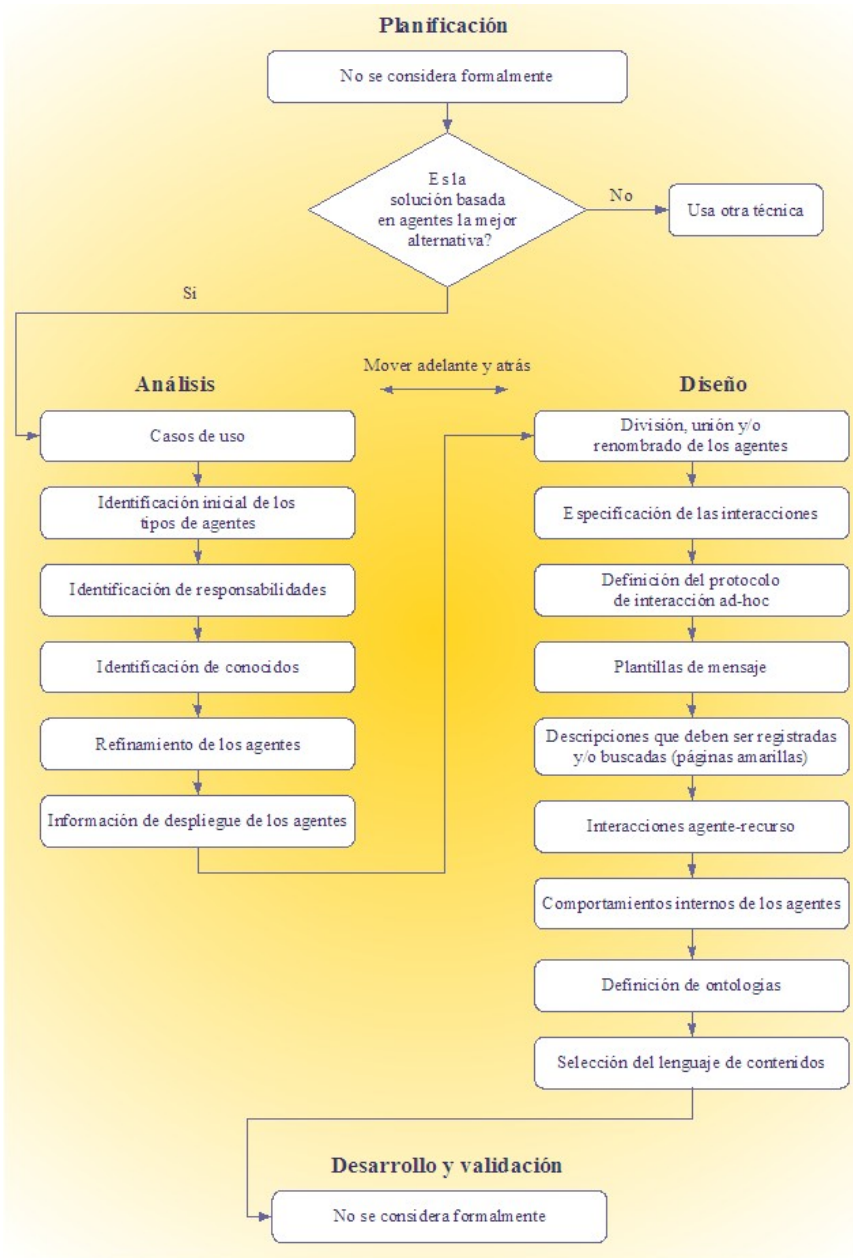 Planificación
No se considera formalmente
Es la
solución basada
en agentes la mejor
alternativa?
No
Usa otra técnica
Si
Mover adelante y atrás
Análisis
Casos de uso
Identificación inicial de los
tipos de agentes
Identificación de responsabilidades
Identificación de conocidos
Refinamiento de los agentes
Información de despliegue de los agentes
Diseño
División, unión y/o
renombrado de los agentes
Especificación de las interacciones
Definición del protocolo
de interacción ad-hoc
Plantillas de mensaje
Descripciones que deben ser registradas
y/o buscadas (páginas amarillas)
Interacciones agente-recurso
Comportamientos internos de los agentes
Definición de ontologías
Selección del lenguaje de contenidos
Desarrollo y validación
No se considera formalmente